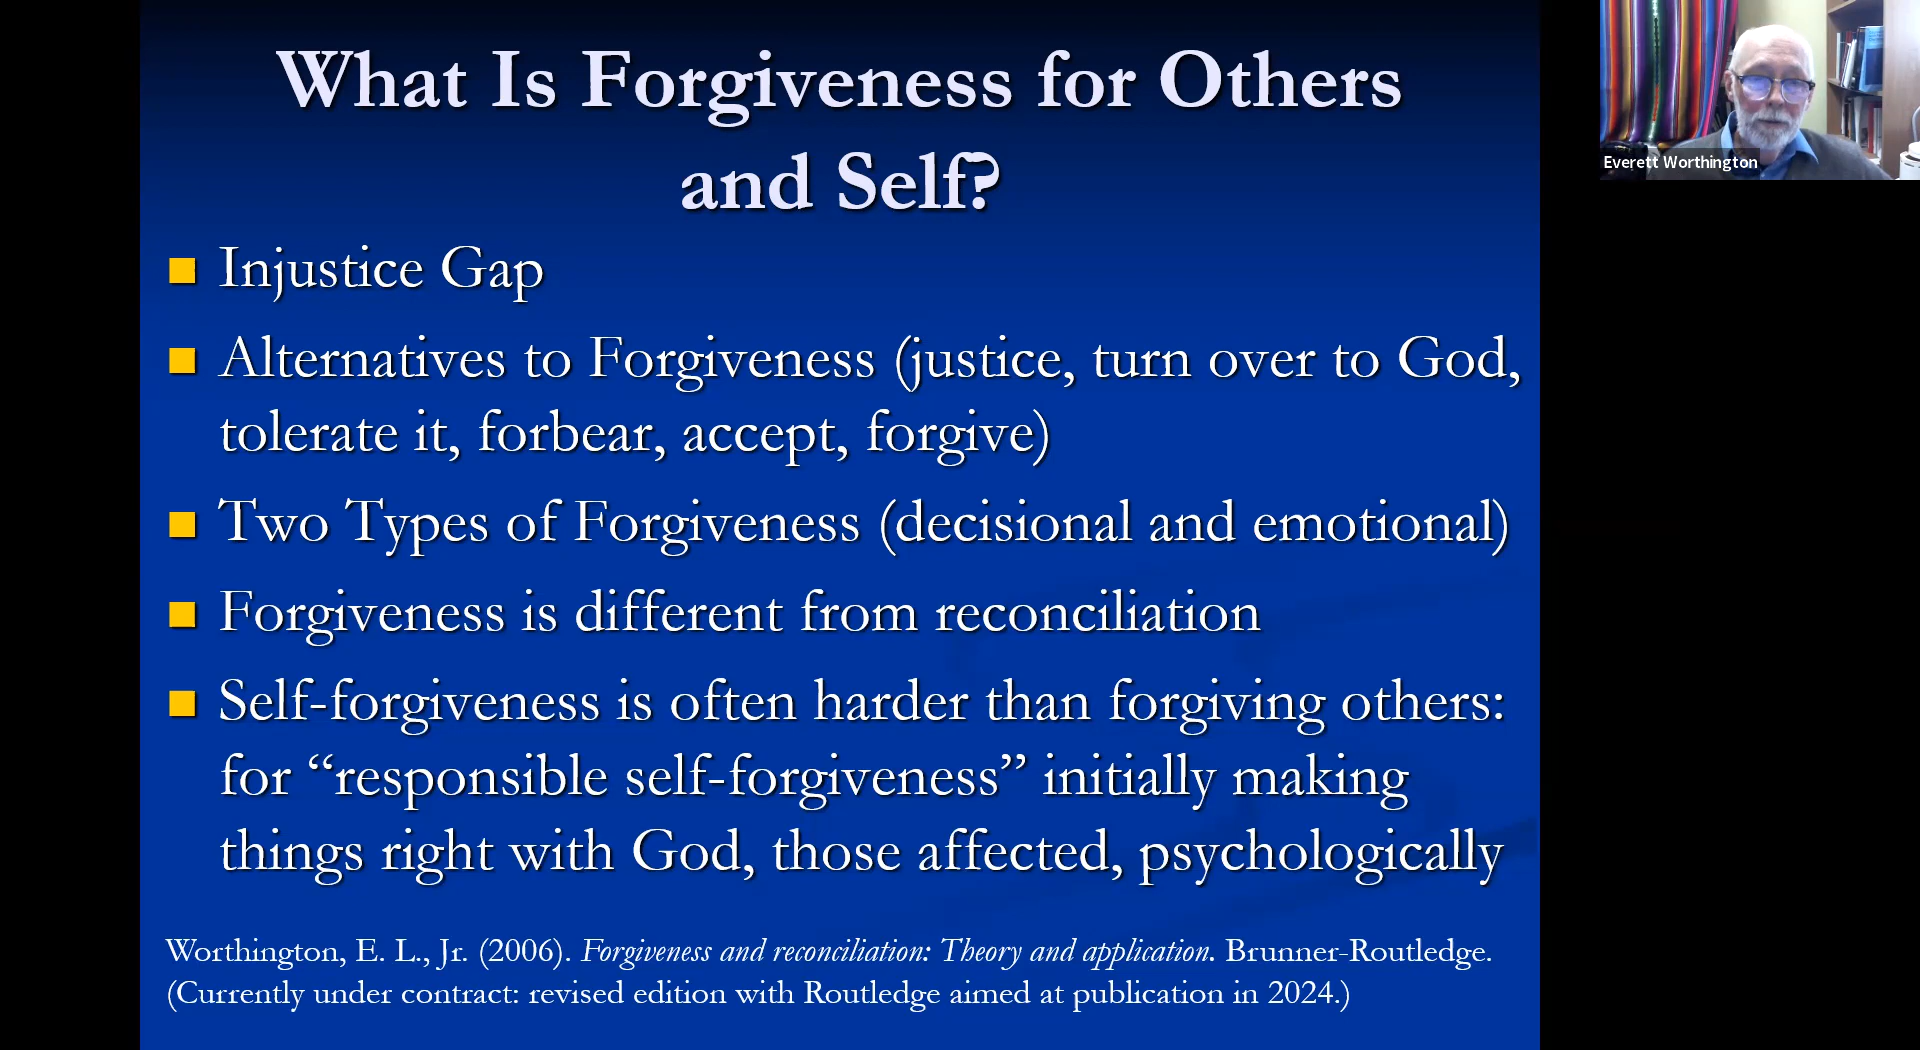 What Is Forgiveness for Others
and Self?
Injustice Gap
Alternatives to Forgiveness (justice, turn over to God,
tolerate it, forbear, accept, forgive)
Two Types of Forgiveness (decisional and emotional)
Forgiveness is different from reconciliation
Self-forgiveness is often harder than forgiving others:
for “responsible self-forgiveness” initially making
things right with God, those affected, psychologically
Worthington, E. L., Jr. (2006). Forgiveness and reconciliation: Theory and application. Brunner-Routledge.
(Currently under contract: revised edition with Routledge aimed at publication in 2024.)
Everett Worthington